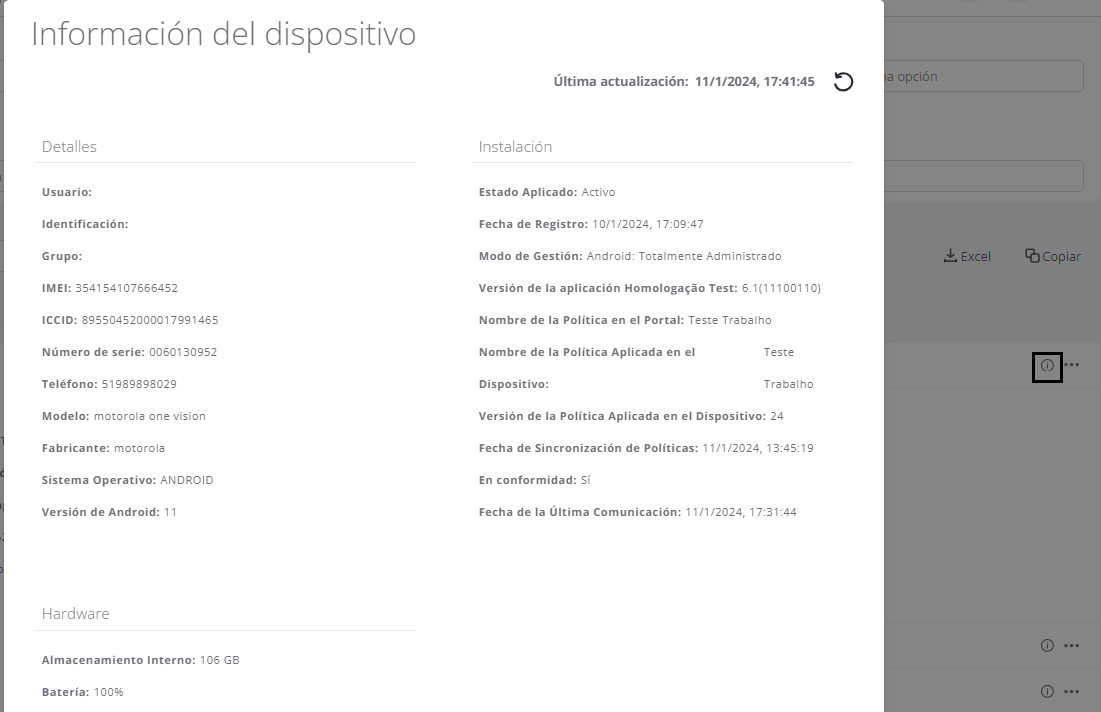 Información del dispositivo
Última actualización: 11/1/2024, 17:41:45
Detalles
Usuario:
Identificación:
Grupo:
IMEI: 354154107666452
ICCID: 89550452000017991465
Número de serie: 0060130952
Teléfono: 51989898029
Modelo: motorola one vision
Fabricante: motorola
Sistema Operativo: ANDROID
Versión de Android: 11
Instalación
Estado Aplicado: Activo
Fecha de Registro: 10/1/2024, 17:09:47
Modo de Gestión: Android: Totalmente Administrado
Versión de la aplicación Homologação Test: 6.1(11100110)
Nombre de la Política en el Portal: Teste Trabalho
Nombre de la Política Aplicada en el Teste
Dispositivo: Trabalho
Versión de la Política Aplicada en el Dispositivo: 24
Fecha de Sincronización de Políticas: 11/1/2024, 13:45:19
En conformidad: Sí
Fecha de la Última Comunicación: 11/1/2024, 17:31:44
Hardware
Almacenamiento Interno: 106 GB
Batería: 100%
opción
Excel
Copiar